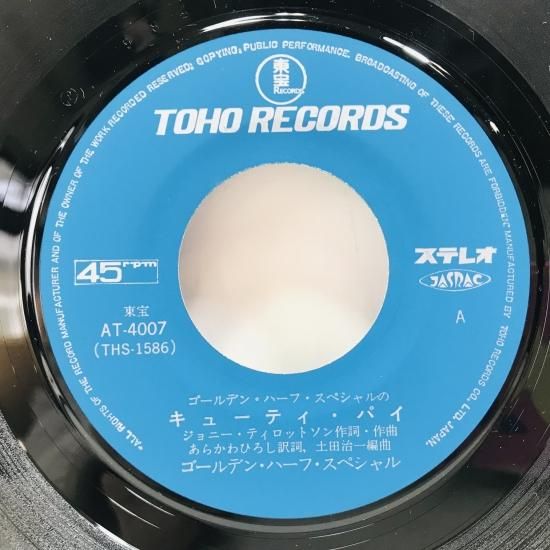 "ALL RIGHTS OF THE RECORD MANUFACTURER AND OF THE OWNER OF THE WORK RECORDED RESERVED; COPYING, PUBLIC PERFORMANCE, BROADCASTING OF THESE RECORDS ARE FORBIDDEN" MANUFACTURED BY TOHO RECORDS CO., LTD. JAPAN.
東宝
RECORDS
TOHO RECORDS
45rpm
ステレオ
JASRAC
東宝
AT-4007
(THS-1586)
A
ゴールデン・ハーフ・スペシャルの
キューティ・パイ
ジョニー・ティロットソン作詞・作曲
あらかわひろし訳詞、土田治一編曲
ゴールデン・ハーフ・スペシャル